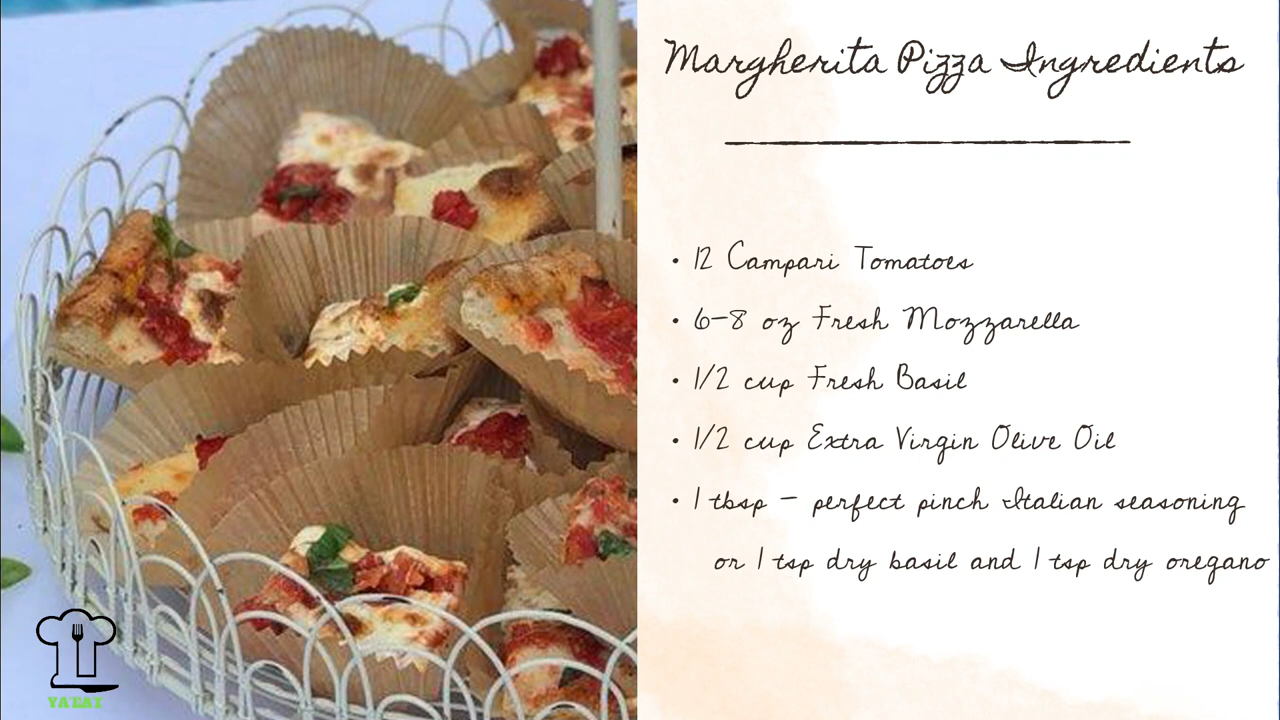 Margherita Pizza Ingredients
• 12 Campari Tomatoes
• 6-8 oz Fresh Mozzarella
• 1/2 cup Fresh Basil
• 1/2 cup Extra Virgin Olive Oil
• 1 tbsp - perfect pinch Italian seasoning
or 1 tsp dry basil and 1 tsp dry oregano
YAEAY